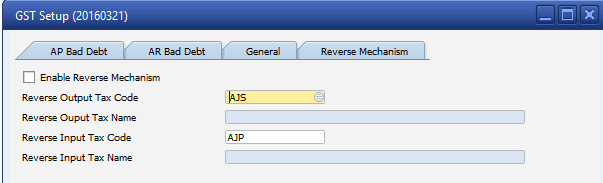 GST Setup (20160321)
AP Bad Debt AR Bad Debt General Reverse Mechanism
Enable Reverse Mechanism
Reverse Output Tax Code AJS
Reverse Ouput Tax Name
Reverse Input Tax Code AJP
Reverse Input Tax Name